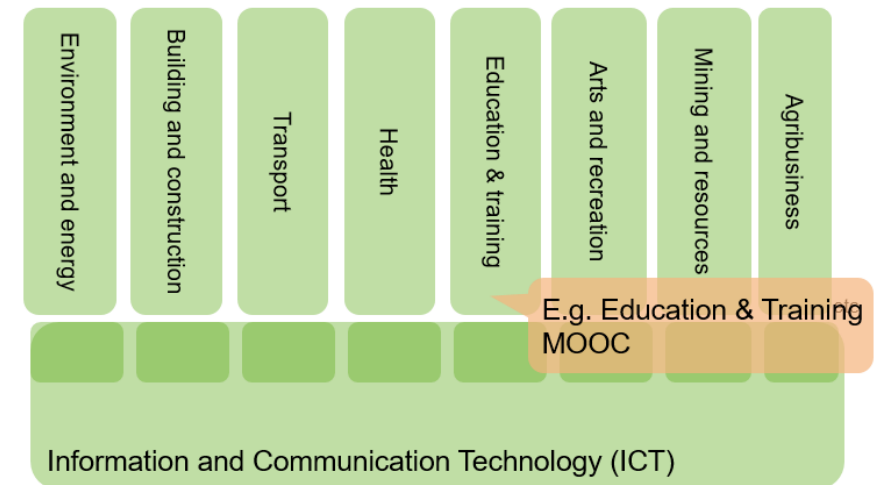 Environment and energy
Building and construction
Transport
Health
Education & training
Arts and recreation
Mining and resources
Agribusiness
etc
E.g. Education & Training
MOOC
Information and Communication Technology (ICT)